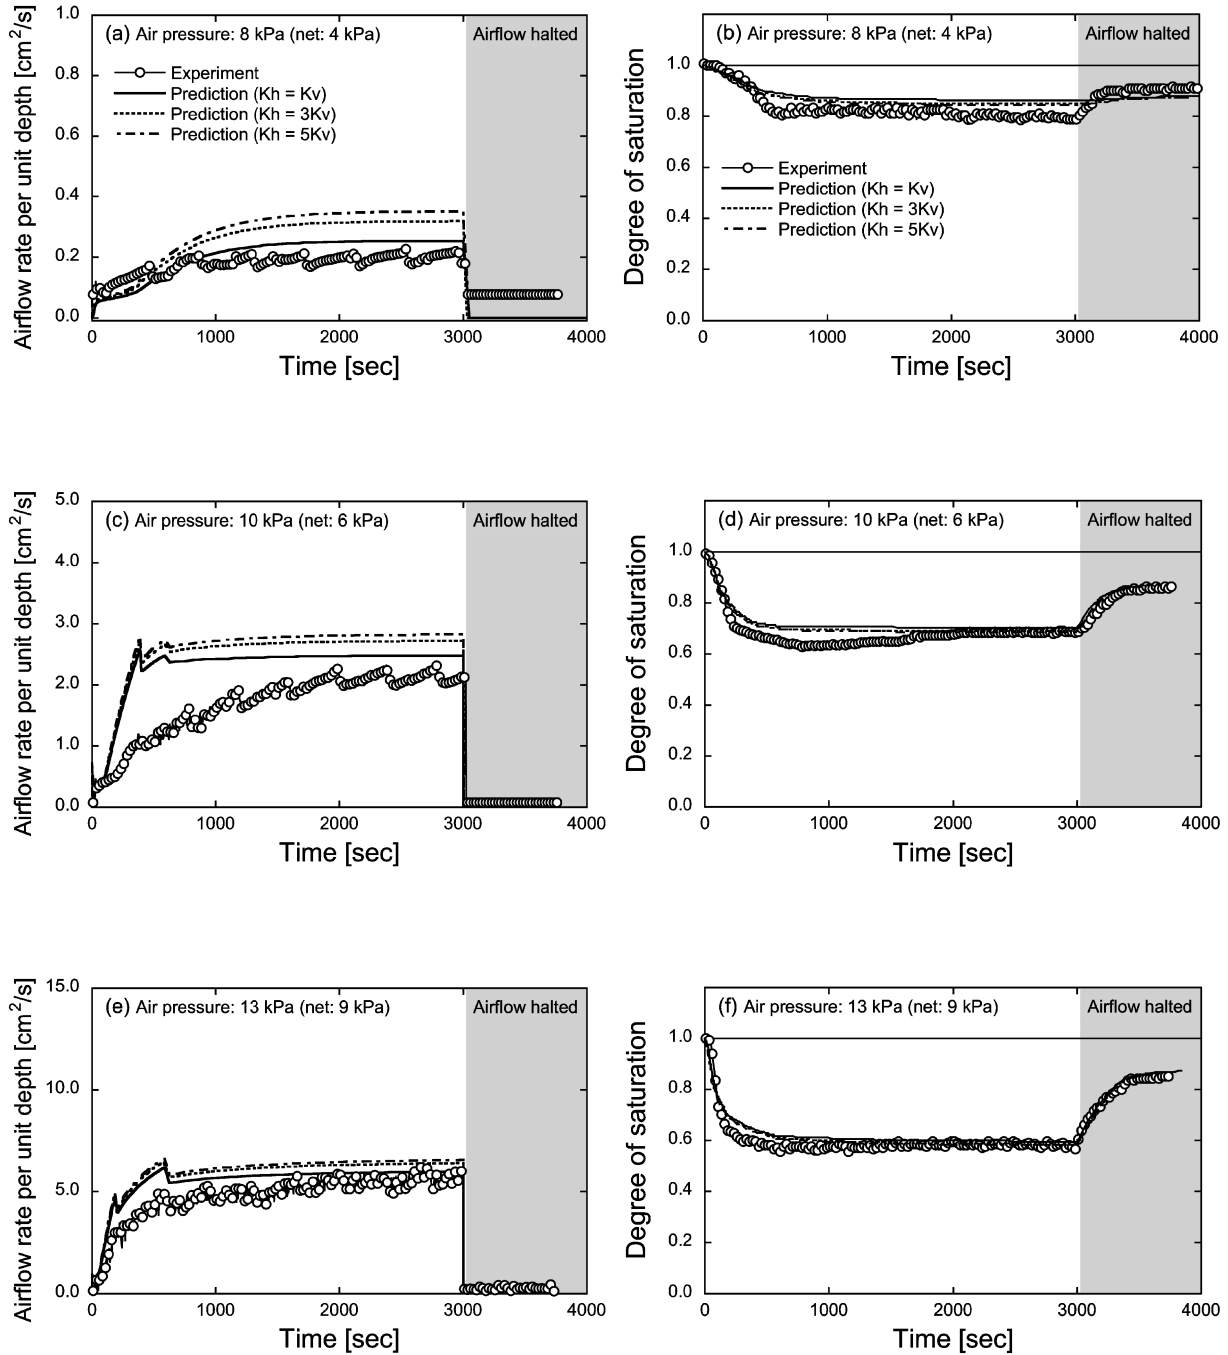 (a) Air pressure: 8 kPa (net: 4 kPa)
Airflow halted
Experiment
Prediction (Kh = Kv)
Prediction (Kh = 3Kv)
Prediction (Kh = 5Kv)
Airflow rate per unit depth [cm²/s]
1.0
0.8
0.6
0.4
0.2
0.0
0
1000
2000
3000
4000
Time [sec]
(b) Air pressure: 8 kPa (net: 4 kPa)
Airflow halted
Experiment
Prediction (Kh = Kv)
Prediction (Kh = 3Kv)
Prediction (Kh = 5Kv)
Degree of saturation
1.0
0.8
0.6
0.4
0.2
0.0
0
1000
2000
3000
4000
Time [sec]
(c) Air pressure: 10 kPa (net: 6 kPa)
Airflow halted
Airflow rate per unit depth [cm²/s]
5.0
4.0
3.0
2.0
1.0
0.0
0
1000
2000
3000
4000
Time [sec]
(d) Air pressure: 10 kPa (net: 6 kPa)
Airflow halted
Degree of saturation
1.0
0.8
0.6
0.4
0.2
0.0
0
1000
2000
3000
4000
Time [sec]
(e) Air pressure: 13 kPa (net: 9 kPa)
Airflow halted
Airflow rate per unit depth [cm²/s]
15.0
10.0
5.0
0.0
0
1000
2000
3000
4000
Time [sec]
(f) Air pressure: 13 kPa (net: 9 kPa)
Airflow halted
Degree of saturation
1.0
0.8
0.6
0.4
0.2
0.0
0
1000
2000
3000
4000
Time [sec]